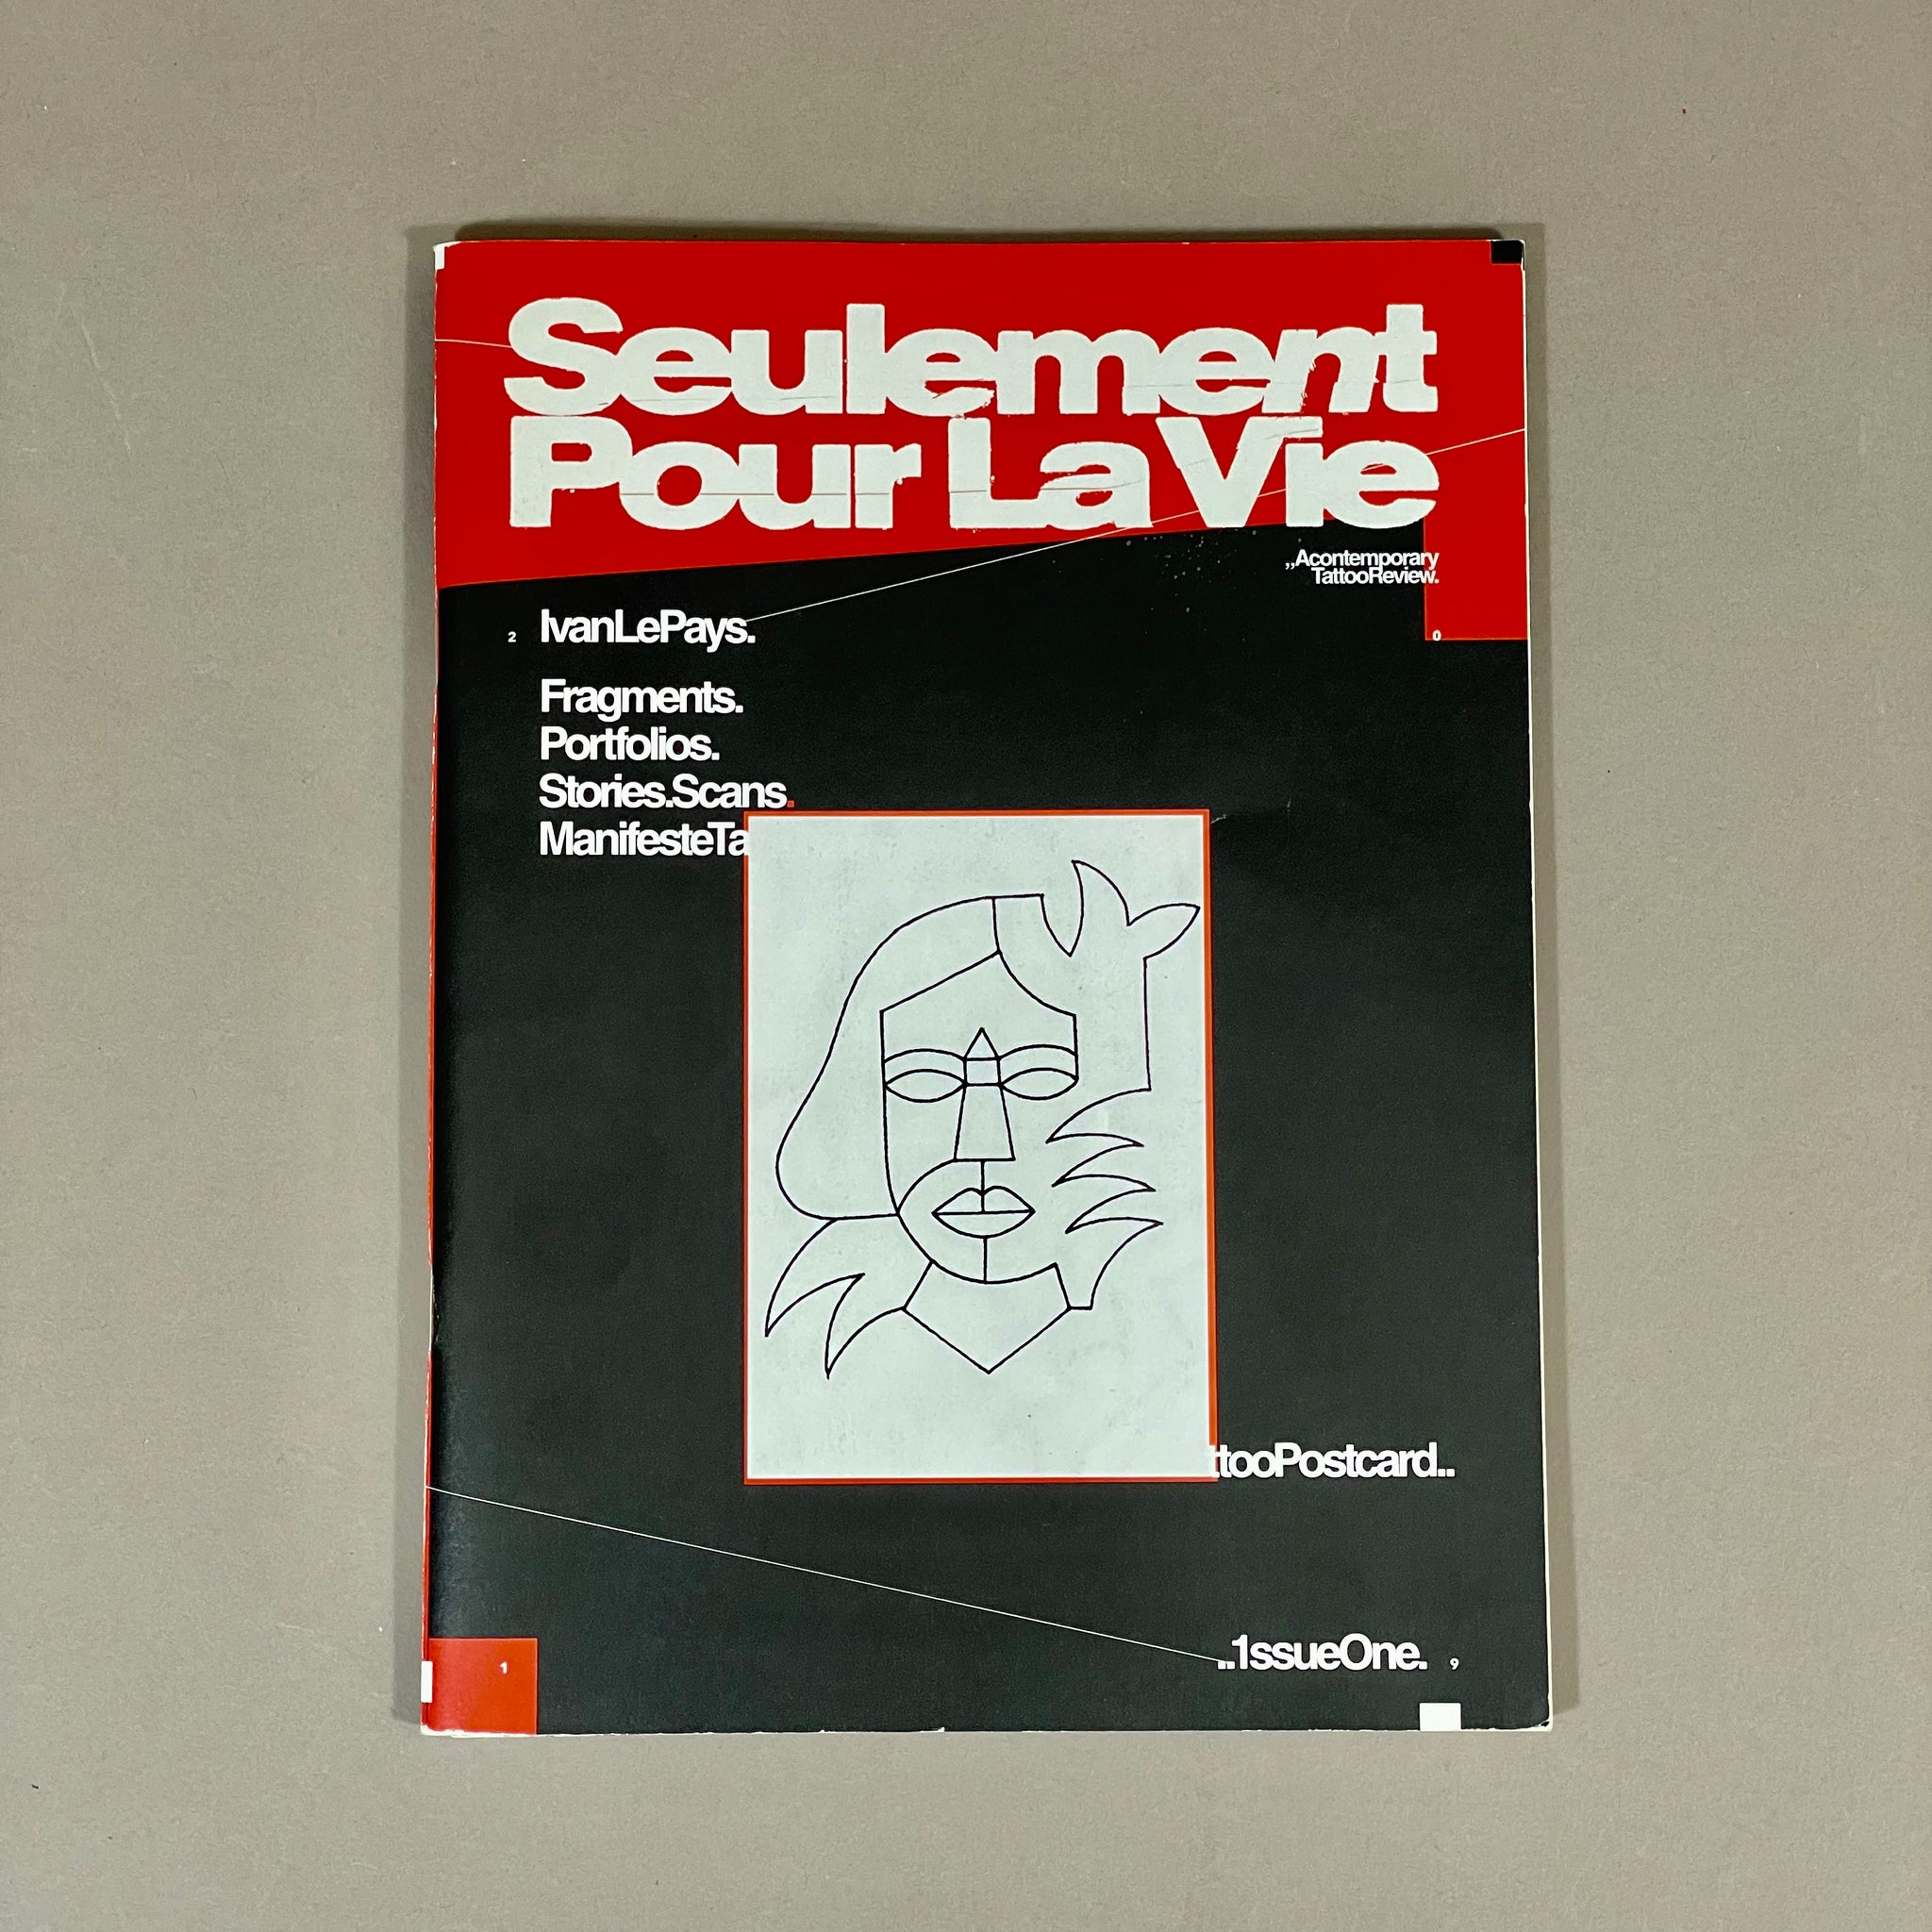 Seulement
Pour La Vie
,,Acontemporary
TattooReview.
2 IvanLePays. 0
Fragments.
Portfolios.
Stories.Scans.
ManifesteTa
ttooPostcard..
1 ..1ssueOne. 9